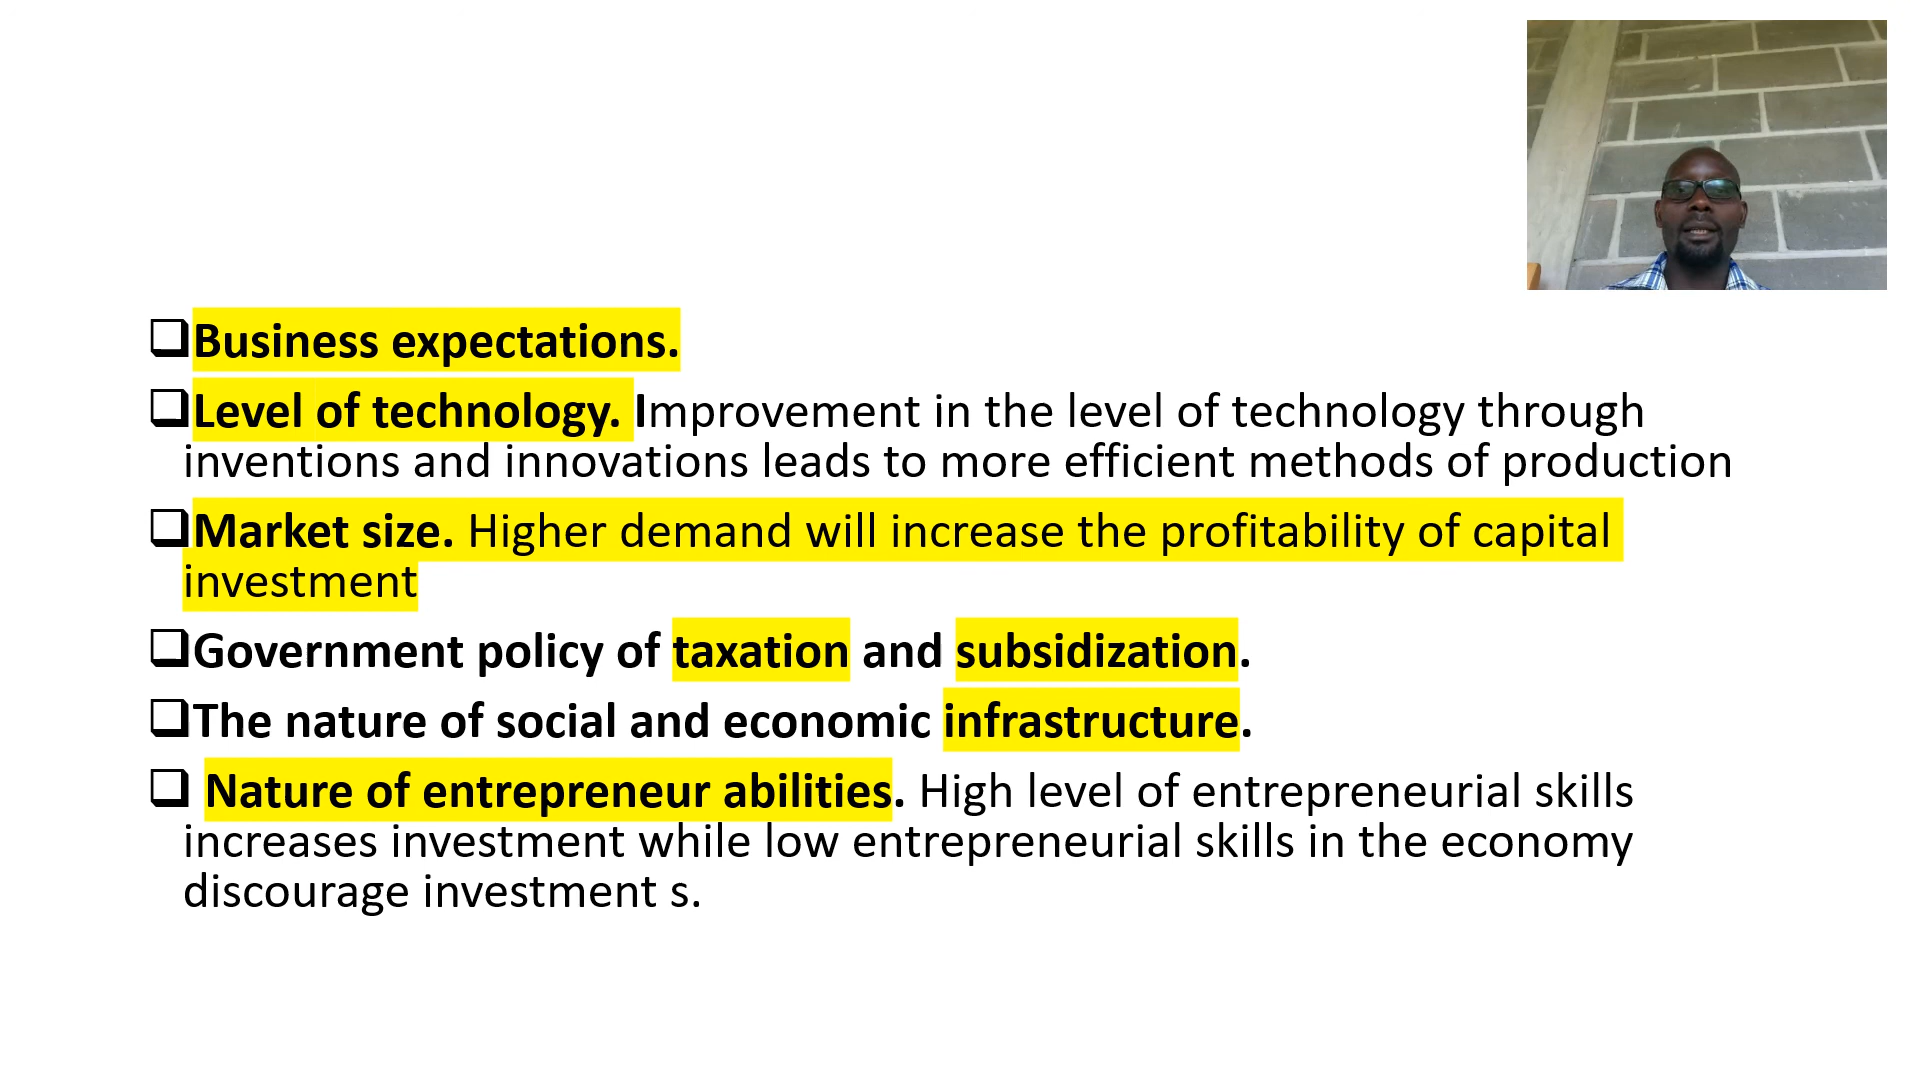 Business expectations.
Level of technology. Improvement in the level of technology through
inventions and innovations leads to more efficient methods of production
Market size. Higher demand will increase the profitability of capital
investment
Government policy of taxation and subsidization.
The nature of social and economic infrastructure.
Nature of entrepreneur abilities. High level of entrepreneurial skills
increases investment while low entrepreneurial skills in the economy
discourage investment s.